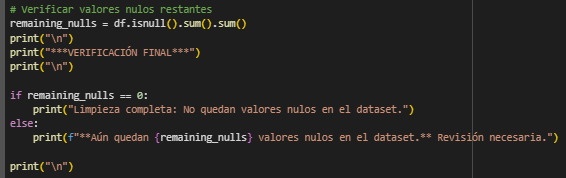 # Verificar valores nulos restantes
remaining_nulls = df.isnull().sum().sum()
print("\n")
print("***VERIFICACIÓN FINAL***")
print("\n")
if remaining_nulls == 0:
    print("Limpieza completa: No quedan valores nulos en el dataset.")
else:
    print(f"**Aún quedan {remaining_nulls} valores nulos en el dataset.** Revisión necesaria.")
print("\n")